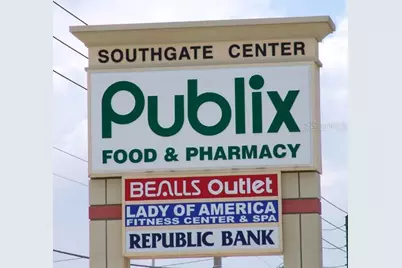 SOUTHGATE CENTER
Publix
FOOD & PHARMACY
BEALLS OUTLET
LADY OF AMERICA
FITNESS CENTER & SPA
REPUBLIC BANK